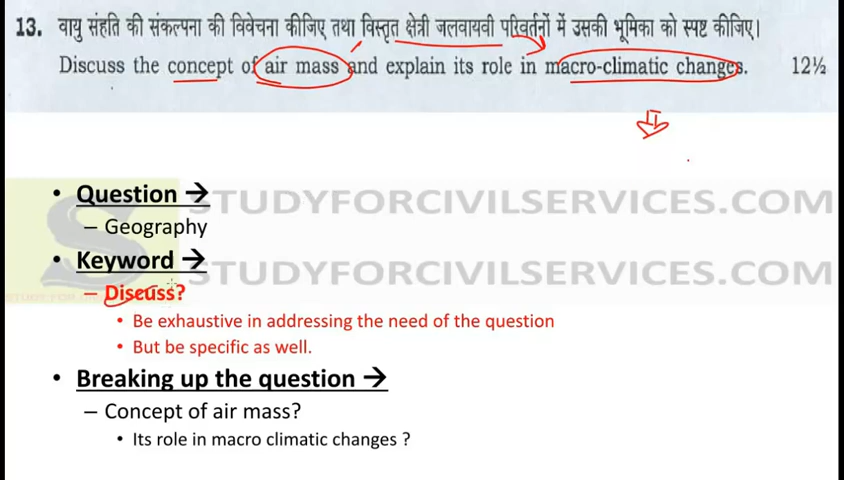 13. वायु संहति की संकल्पना की विवेचना कीजिए तथा विस्तृत क्षेत्री जलवायवी परिवर्तनों में उसकी भूमिका को स्पष्ट कीजिए।
Discuss the concept of air mass and explain its role in macro-climatic changes. 12½
• Question →
STUDYFORCIVILSERVICES.COM
– Geography
• Keyword →
STUDYFORCIVILSERVICES.COM
– Discuss?
• Be exhaustive in addressing the need of the question
• But be specific as well.
• Breaking up the question →
– Concept of air mass?
• Its role in macro climatic changes ?